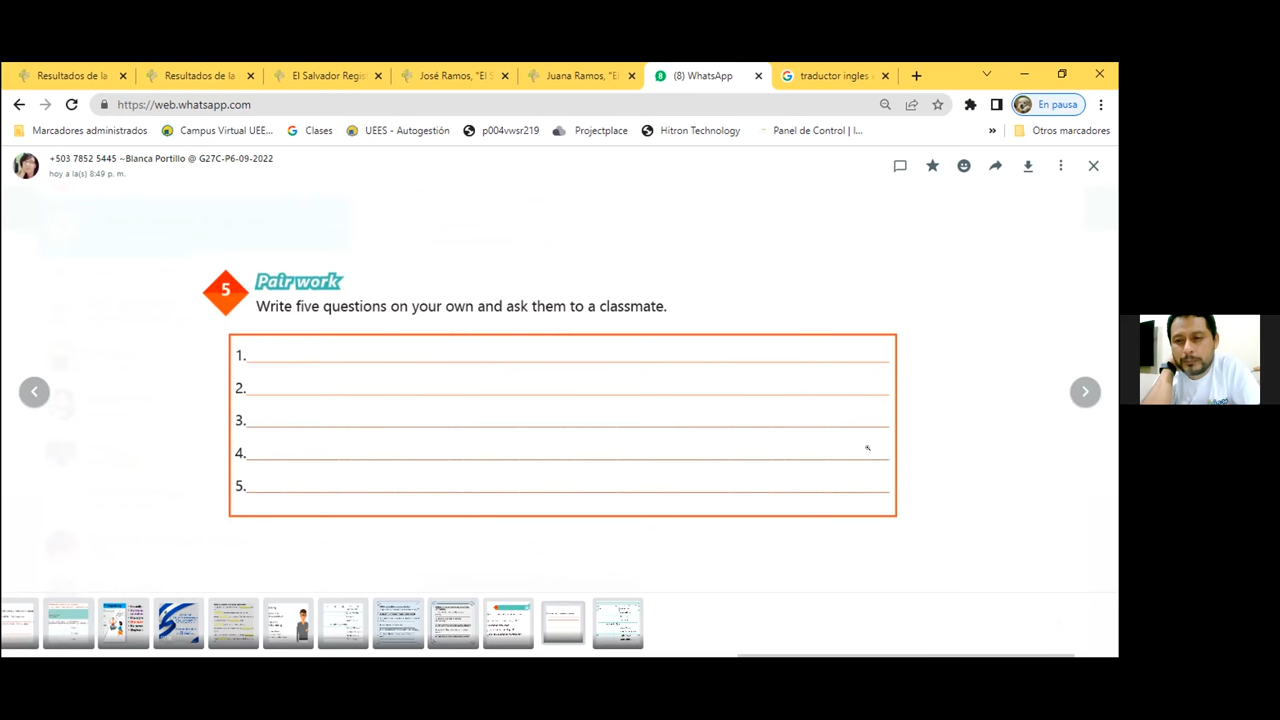 Resultados de la
Resultados de la
El Salvador Regis
José Ramos, "El S
Juana Ramos, "E
(8) WhatsApp
traductor ingles
https://web.whatsapp.com
En pausa
Marcadores administrados
Campus Virtual UEE...
Clases
UEES - Autogestión
p004vwsr219
Projectplace
Hitron Technology
Panel de Control | I...
»
Otros marcadores
+503 7852 5445 ~Blanca Portillo @ G27C-P6-09-2022
hoy a la(s) 8:49 p. m.
5
Pair work
Write five questions on your own and ask them to a classmate.
1.
2.
3.
4.
5.